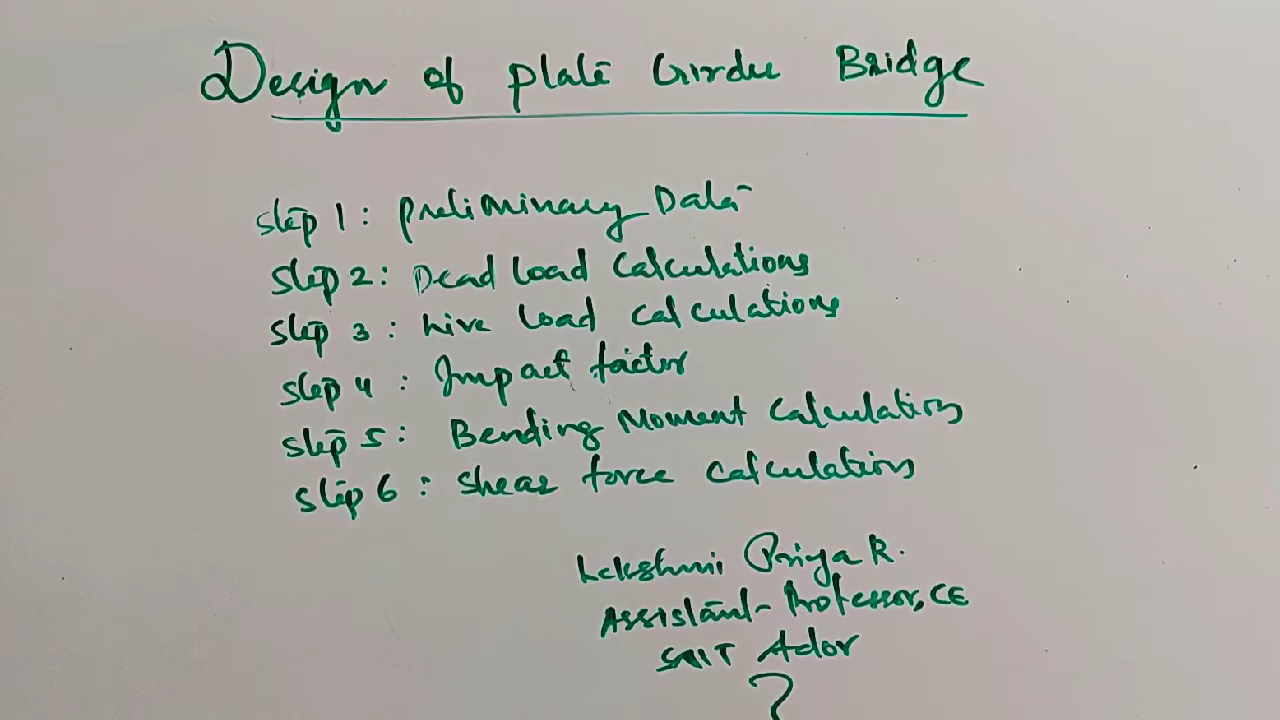 Design of Plate Girder Bridge
Step 1: Preliminary Data
Step 2: Dead Load Calculations
Step 3: Live Load Calculations
Step 4: Impact factor
Step 5: Bending Moment Calculations
Step 6: Shear force Calculations
Lekshmi Priya R.
Assistant Professor, CE
SNIT Adoor